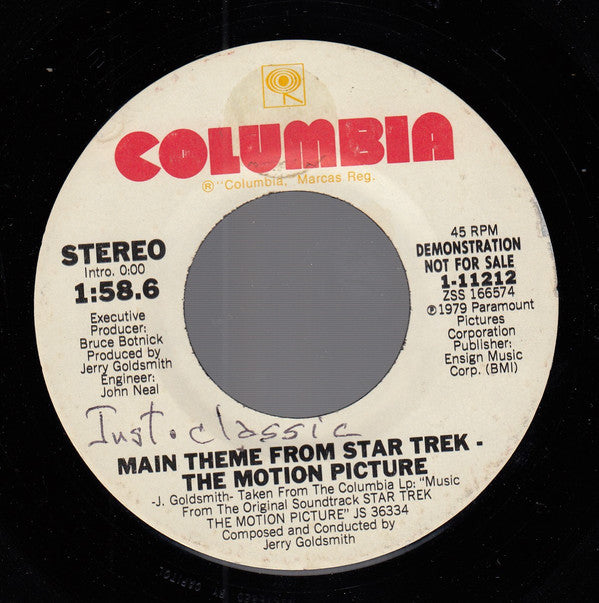 COLUMBIA
® "Columbia, Marcas Reg.
STEREO
Intro. 0:00
1:58.6
Executive
Producer:
Bruce Botnick
Produced by
Jerry Goldsmith
Engineer:
John Neal
45 RPM
DEMONSTRATION
NOT FOR SALE
1-11212
ZSS 166574
℗1979 Paramount
Pictures
Corporation
Publisher:
Ensign Music
Corp. (BMI)
Inst. classic
MAIN THEME FROM STAR TREK -
THE MOTION PICTURE
-J. Goldsmith- Taken From The Columbia Lp: "Music
From The Original Soundtrack STAR TREK
THE MOTION PICTURE" JS 36334
Composed and Conducted by
Jerry Goldsmith